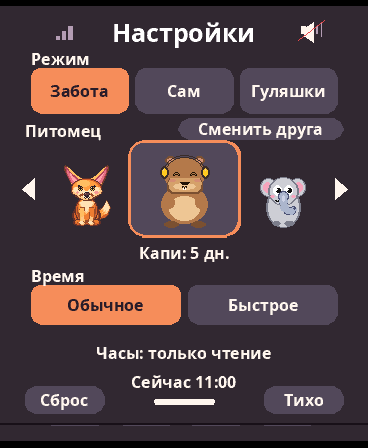 Настройки
Режим
Забота Сам Гуляшки
Питомец Сменить друга
Капи: 5 дн.
Время
Обычное Быстрое
Часы: только чтение
Сейчас 11:00
Сброс Тихо